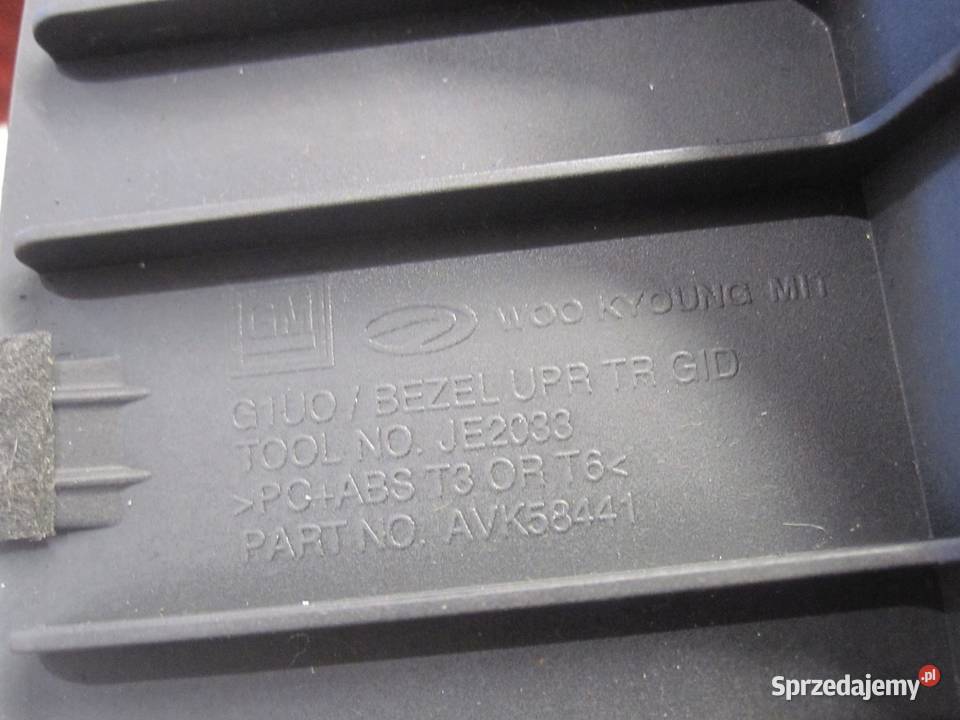 GM WOO KYOUNG MIT
G1UO / BEZEL UPR TR GID
TOOL NO. JE2033
>PC+ABS T3 OR T6<
PART NO. AVK58441
Sprzedajemy.pl